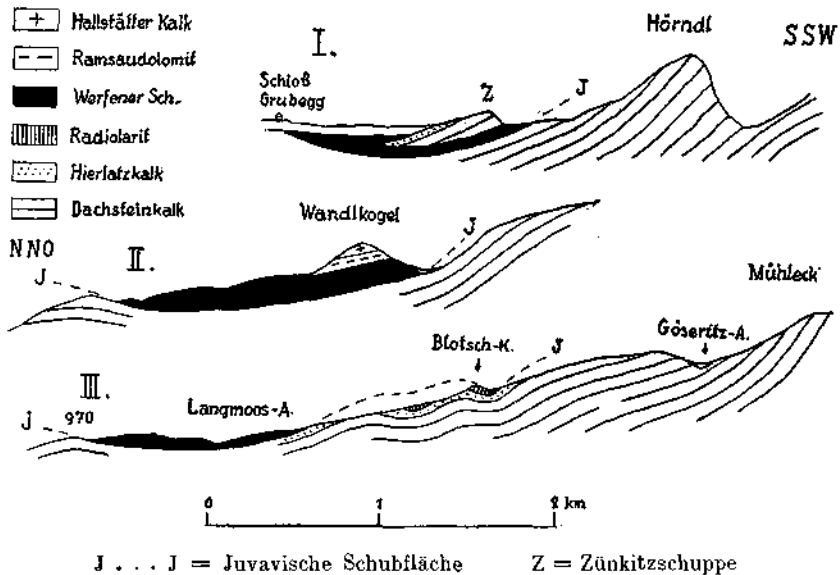 Hallstätter Kalk
Ramsaudolomit
Werfener Sch.
Radiolarit
Hierlatzkalk
Dachsteinkalk
I.
Hörndl
SSW
Schloß
Grubegg
Z
J
NNO
J
II.
Wandlkogel
J
Mühleck
III.
J
970
Langmoos-A.
Blotsch-K.
J
Göseritz-A.
0 1 2 km
J . . . J = Juvavische Schubfläche Z = Zünkitzschuppe